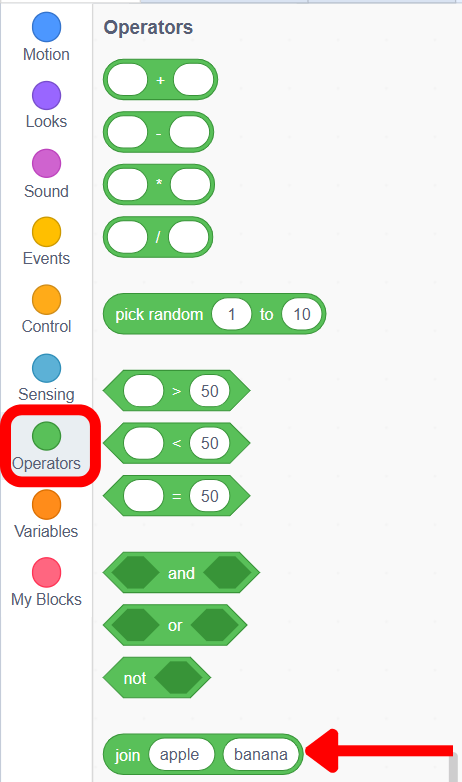 Motion
Looks
Sound
Events
Control
Sensing
Operators
Variables
My Blocks
Operators
+
-
*
/
pick random 1 to 10
> 50
< 50
= 50
and
or
not
join apple banana